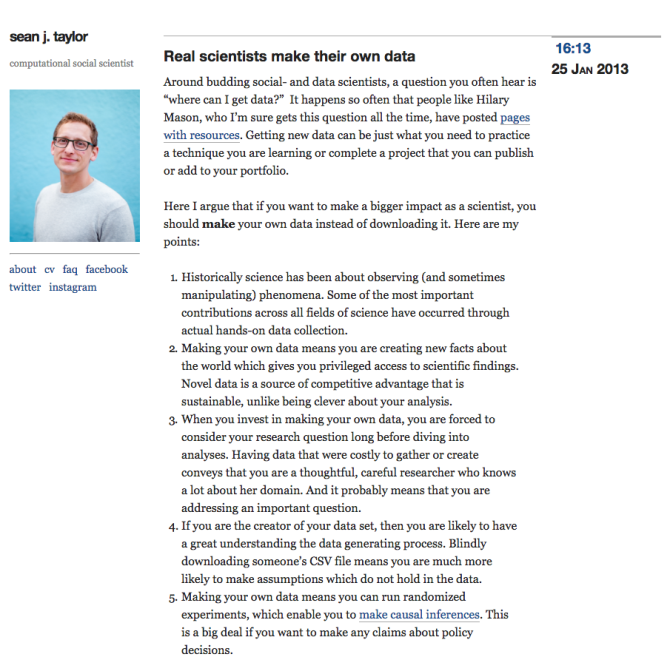 sean j. taylor
computational social scientist
about cv faq facebook
twitter instagram
Real scientists make their own data
Around budding social- and data scientists, a question you often hear is
“where can I get data?”  It happens so often that people like Hilary
Mason, who I’m sure gets this question all the time, have posted pages
with resources. Getting new data can be just what you need to practice
a technique you are learning or complete a project that you can publish
or add to your portfolio.
Here I argue that if you want to make a bigger impact as a scientist, you
should make your own data instead of downloading it. Here are my
points:
1. Historically science has been about observing (and sometimes
manipulating) phenomena. Some of the most important
contributions across all fields of science have occurred through
actual hands-on data collection.
2. Making your own data means you are creating new facts about
the world which gives you privileged access to scientific findings.
Novel data is a source of competitive advantage that is
sustainable, unlike being clever about your analysis.
3. When you invest in making your own data, you are forced to
consider your research question long before diving into
analyses. Having data that were costly to gather or create
conveys that you are a thoughtful, careful researcher who knows
a lot about her domain. And it probably means that you are
addressing an important question.
4. If you are the creator of your data set, then you are likely to have
a great understanding the data generating process. Blindly
downloading someone’s CSV file means you are much more
likely to make assumptions which do not hold in the data.
5. Making your own data means you can run randomized
experiments, which enable you to make causal inferences. This
is a big deal if you want to make any claims about policy
decisions.
16:13
25 JAN 2013